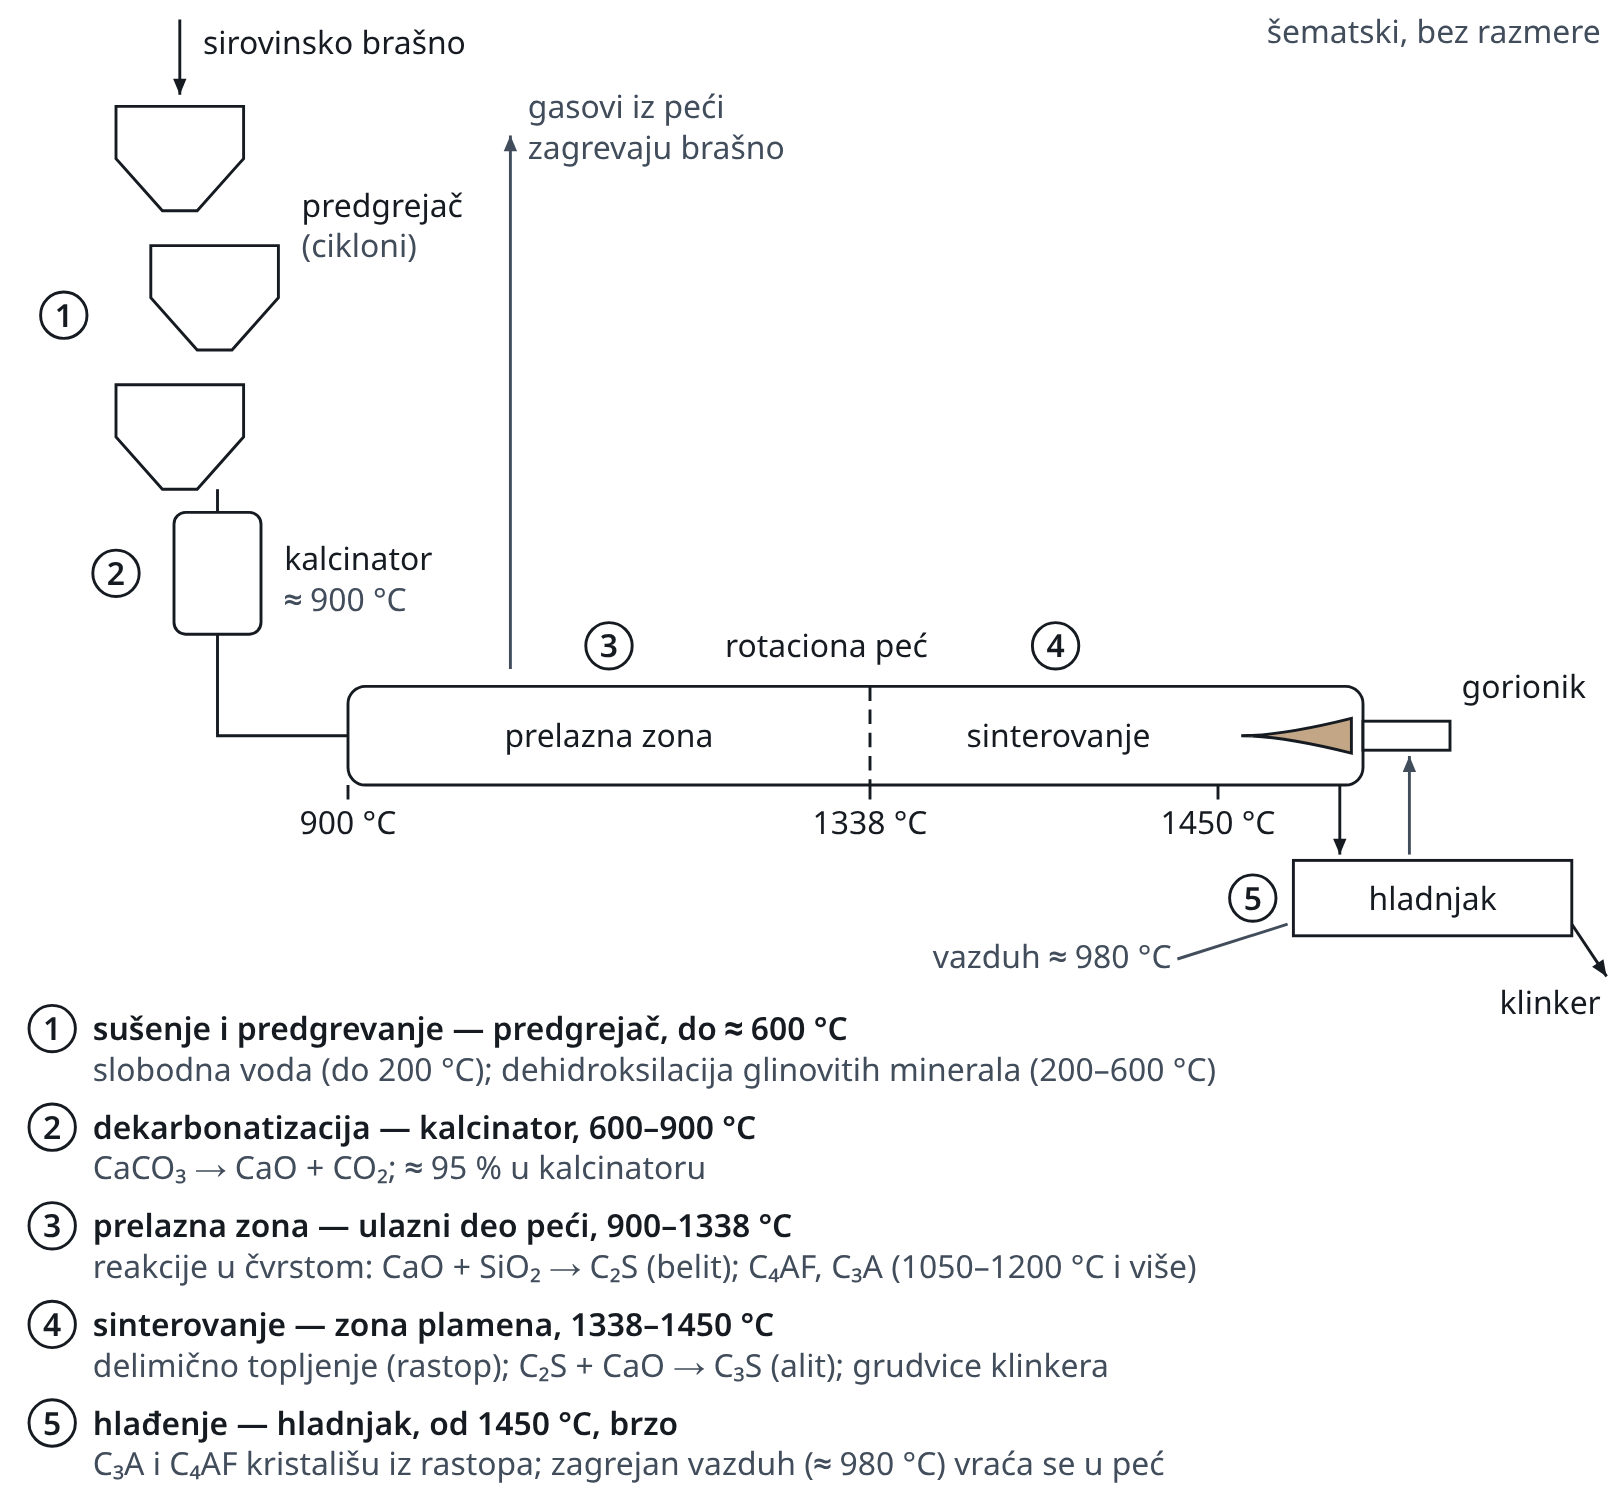 sirovinsko brašno
šematski, bez razmere
gasovi iz peći
zagrevaju brašno
predgrejač
(cikloni)
1
2
kalcinator
≈ 900 °C
3
rotaciona peć
4
gorionik
prelazna zona
sinterovanje
900 °C
1338 °C
1450 °C
5
hladnjak
vazduh ≈ 980 °C
klinker
1 sušenje i predgrevanje — predgrejač, do ≈ 600 °C
slobodna voda (do 200 °C); dehidroksilacija glinovitih minerala (200–600 °C)
2 dekarbonatizacija — kalcinator, 600–900 °C
CaCO₃ → CaO + CO₂; ≈ 95 % u kalcinatoru
3 prelazna zona — ulazni deo peći, 900–1338 °C
reakcije u čvrstom: CaO + SiO₂ → C₂S (belit); C₄AF, C₃A (1050–1200 °C i više)
4 sinterovanje — zona plamena, 1338–1450 °C
delimično topljenje (rastop); C₂S + CaO → C₃S (alit); grudvice klinkera
5 hlađenje — hladnjak, od 1450 °C, brzo
C₃A i C₄AF kristališu iz rastopa; zagrejan vazduh (≈ 980 °C) vraća se u peć